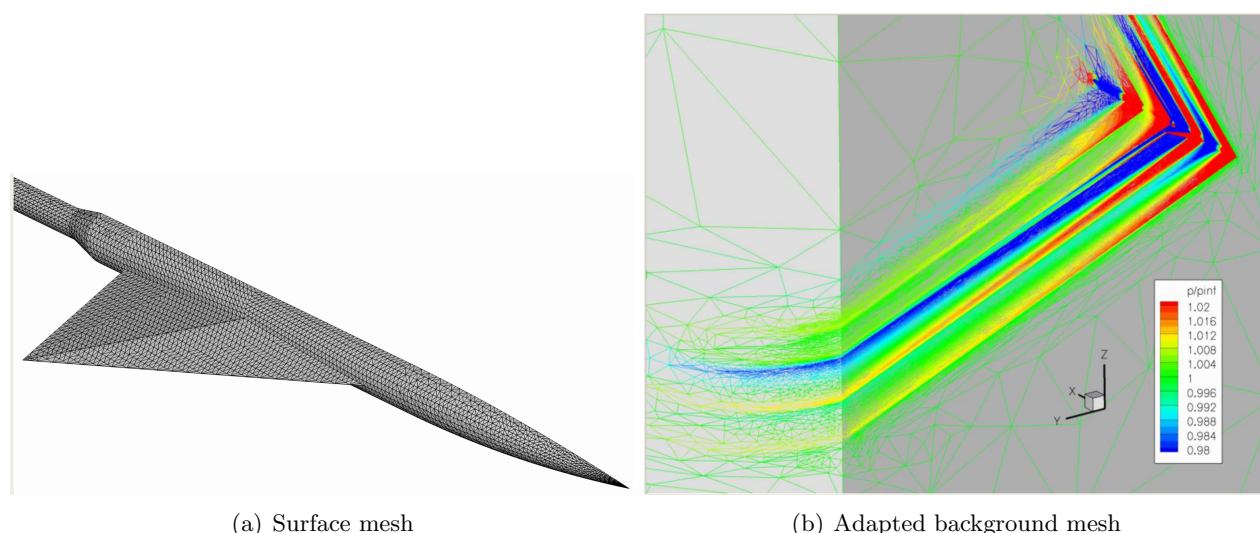 p/pinf
1.02
1.016
1.012
1.008
1.004
1
0.996
0.992
0.988
0.984
0.98
Z
X
Y
(a) Surface mesh
(b) Adapted background mesh